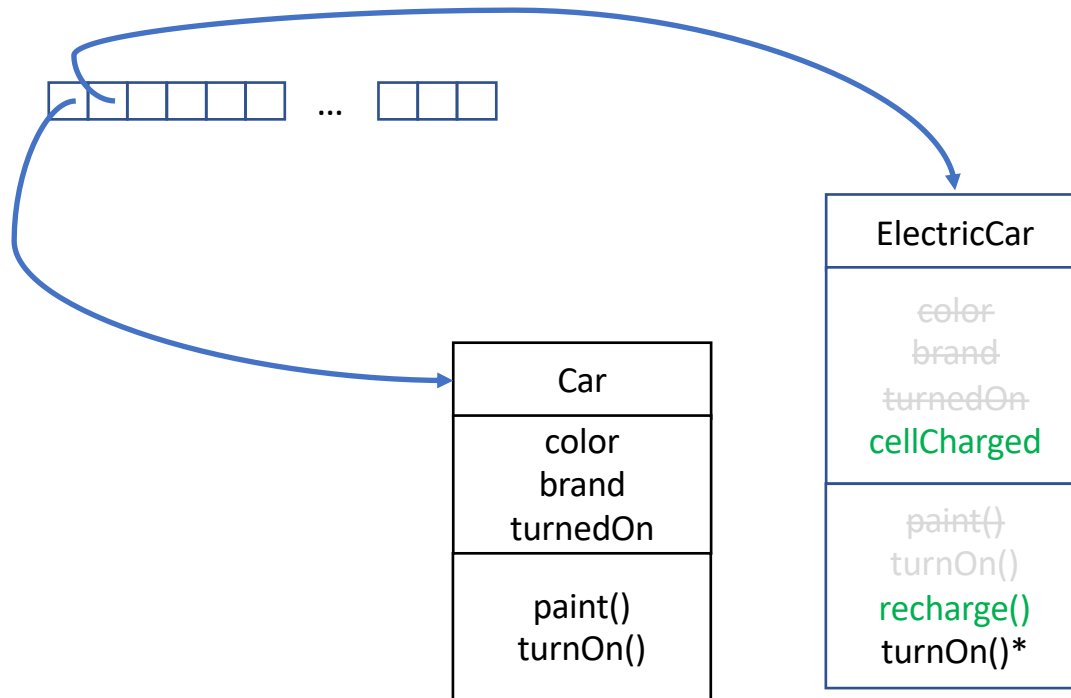 ...
Car
color
brand
turnedOn
paint()
turnOn()
ElectricCar
color
brand
turnedOn
cellCharged
paint()
turnOn()
recharge()
turnOn()*